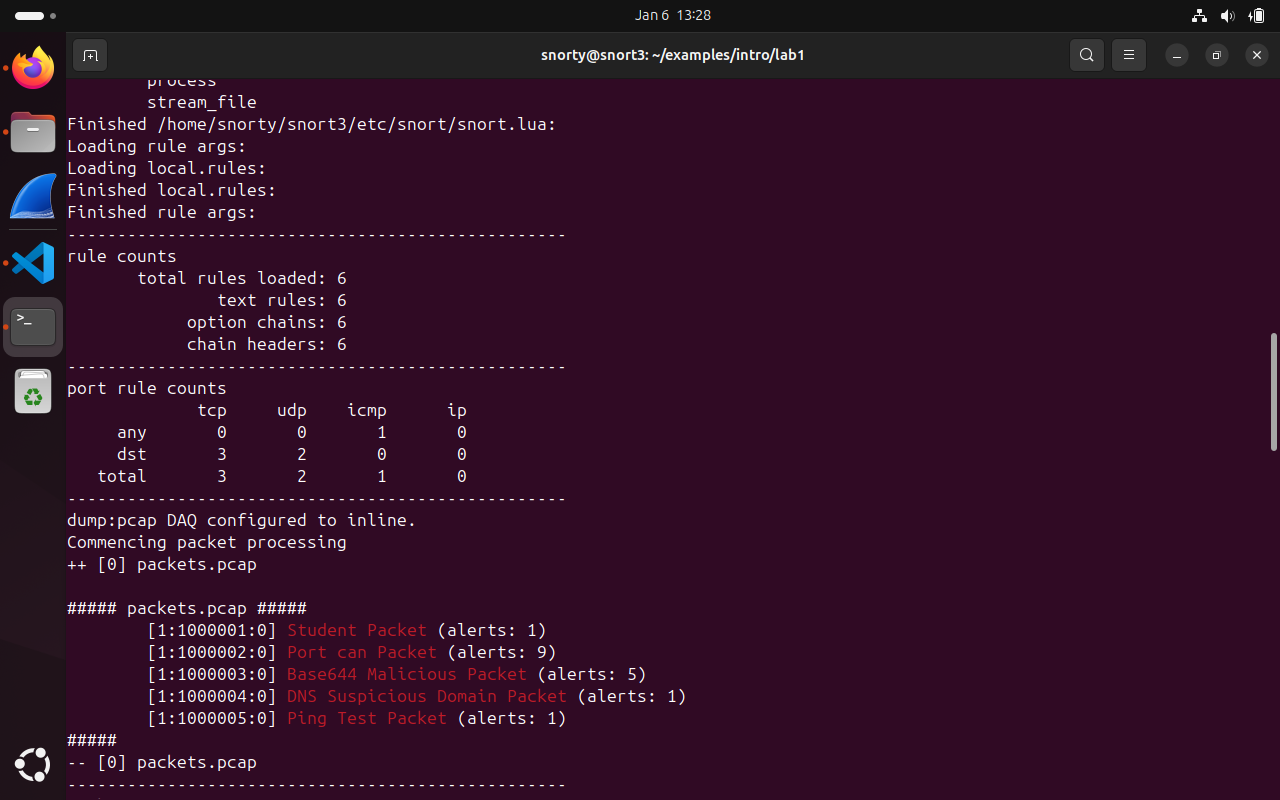 Jan 6 13:28
snorty@snort3: ~/examples/intro/lab1
process
stream_file
Finished /home/snorty/snort3/etc/snort/snort.lua:
Loading rule args:
Loading local.rules:
Finished local.rules:
Finished rule args:
--------------------------------------------------
rule counts
total rules loaded: 6
text rules: 6
option chains: 6
chain headers: 6
--------------------------------------------------
port rule counts
tcp udp icmp ip
any 0 0 1 0
dst 3 2 0 0
total 3 2 1 0
--------------------------------------------------
dump:pcap DAQ configured to inline.
Commencing packet processing
++ [0] packets.pcap
##### packets.pcap #####
[1:1000001:0] Student Packet (alerts: 1)
[1:1000002:0] Port can Packet (alerts: 9)
[1:1000003:0] Base644 Malicious Packet (alerts: 5)
[1:1000004:0] DNS Suspicious Domain Packet (alerts: 1)
[1:1000005:0] Ping Test Packet (alerts: 1)
#####
-- [0] packets.pcap
--------------------------------------------------